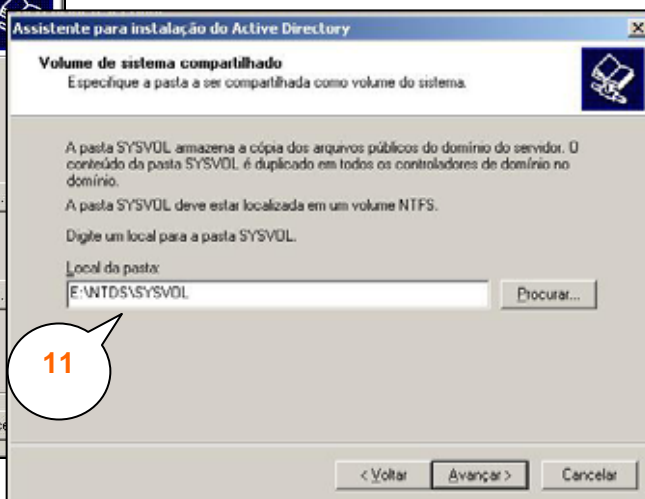 Assistente para instalação do Active Directory
Volume de sistema compartilhado
Especifique a pasta a ser compartilhada como volume do sistema.
A pasta SYSVOL armazena a cópia dos arquivos públicos do domínio do servidor. O
conteúdo da pasta SYSVOL é duplicado em todos os controladores de domínio no
domínio.
A pasta SYSVOL deve estar localizada em um volume NTFS.
Digite um local para a pasta SYSVOL.
Local da pasta:
E:\NTDS\SYSVOL
Procurar...
11
< Voltar
Avançar >
Cancelar